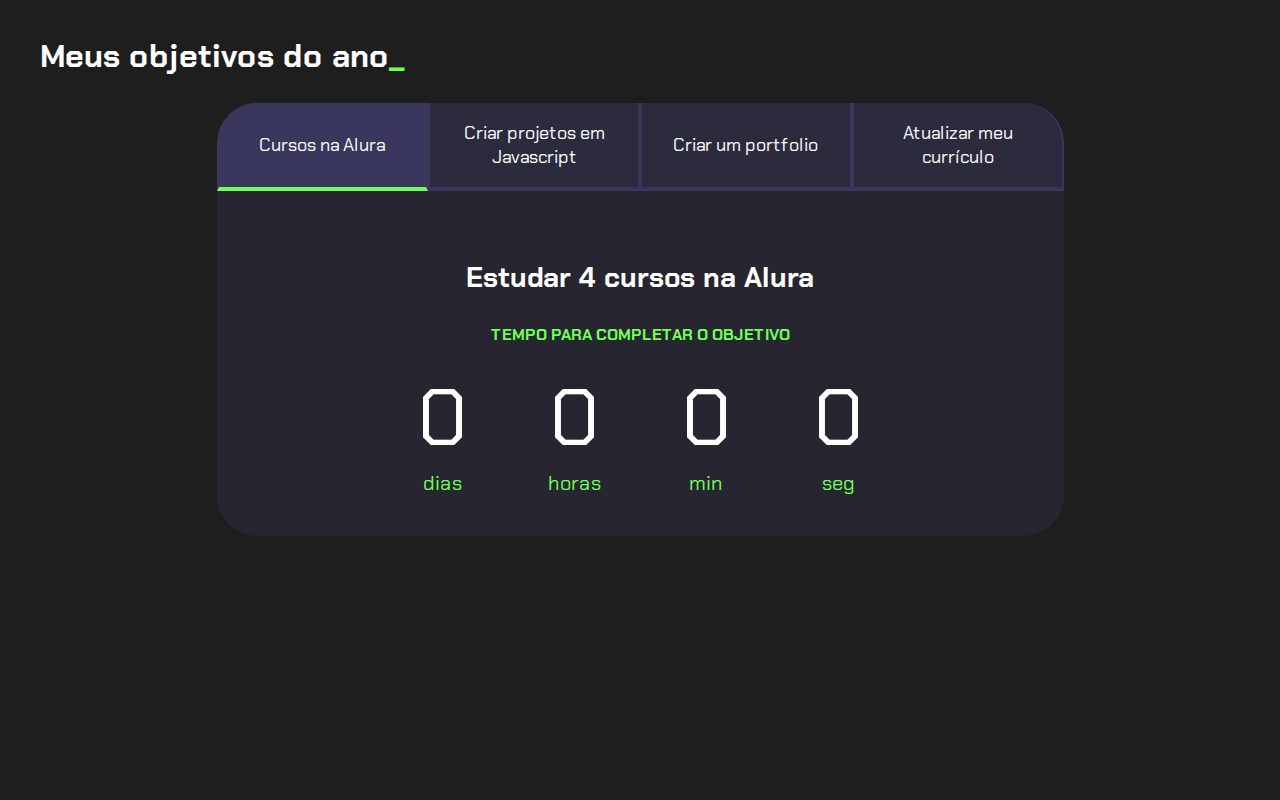 Meus objetivos do ano_
Cursos na Alura
Criar projetos em
Javascript
Criar um portfolio
Atualizar meu
currículo
Estudar 4 cursos na Alura
TEMPO PARA COMPLETAR O OBJETIVO
0 0 0 0
dias horas min seg